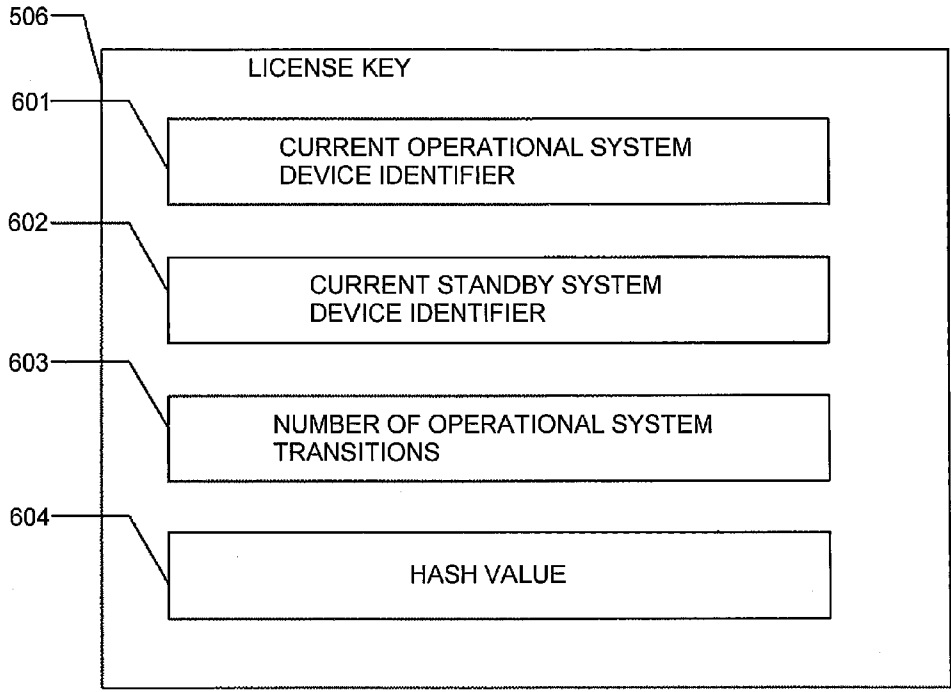 506
LICENSE KEY
601
CURRENT OPERATIONAL SYSTEM
DEVICE IDENTIFIER
602
CURRENT STANDBY SYSTEM
DEVICE IDENTIFIER
603
NUMBER OF OPERATIONAL SYSTEM
TRANSITIONS
604
HASH VALUE